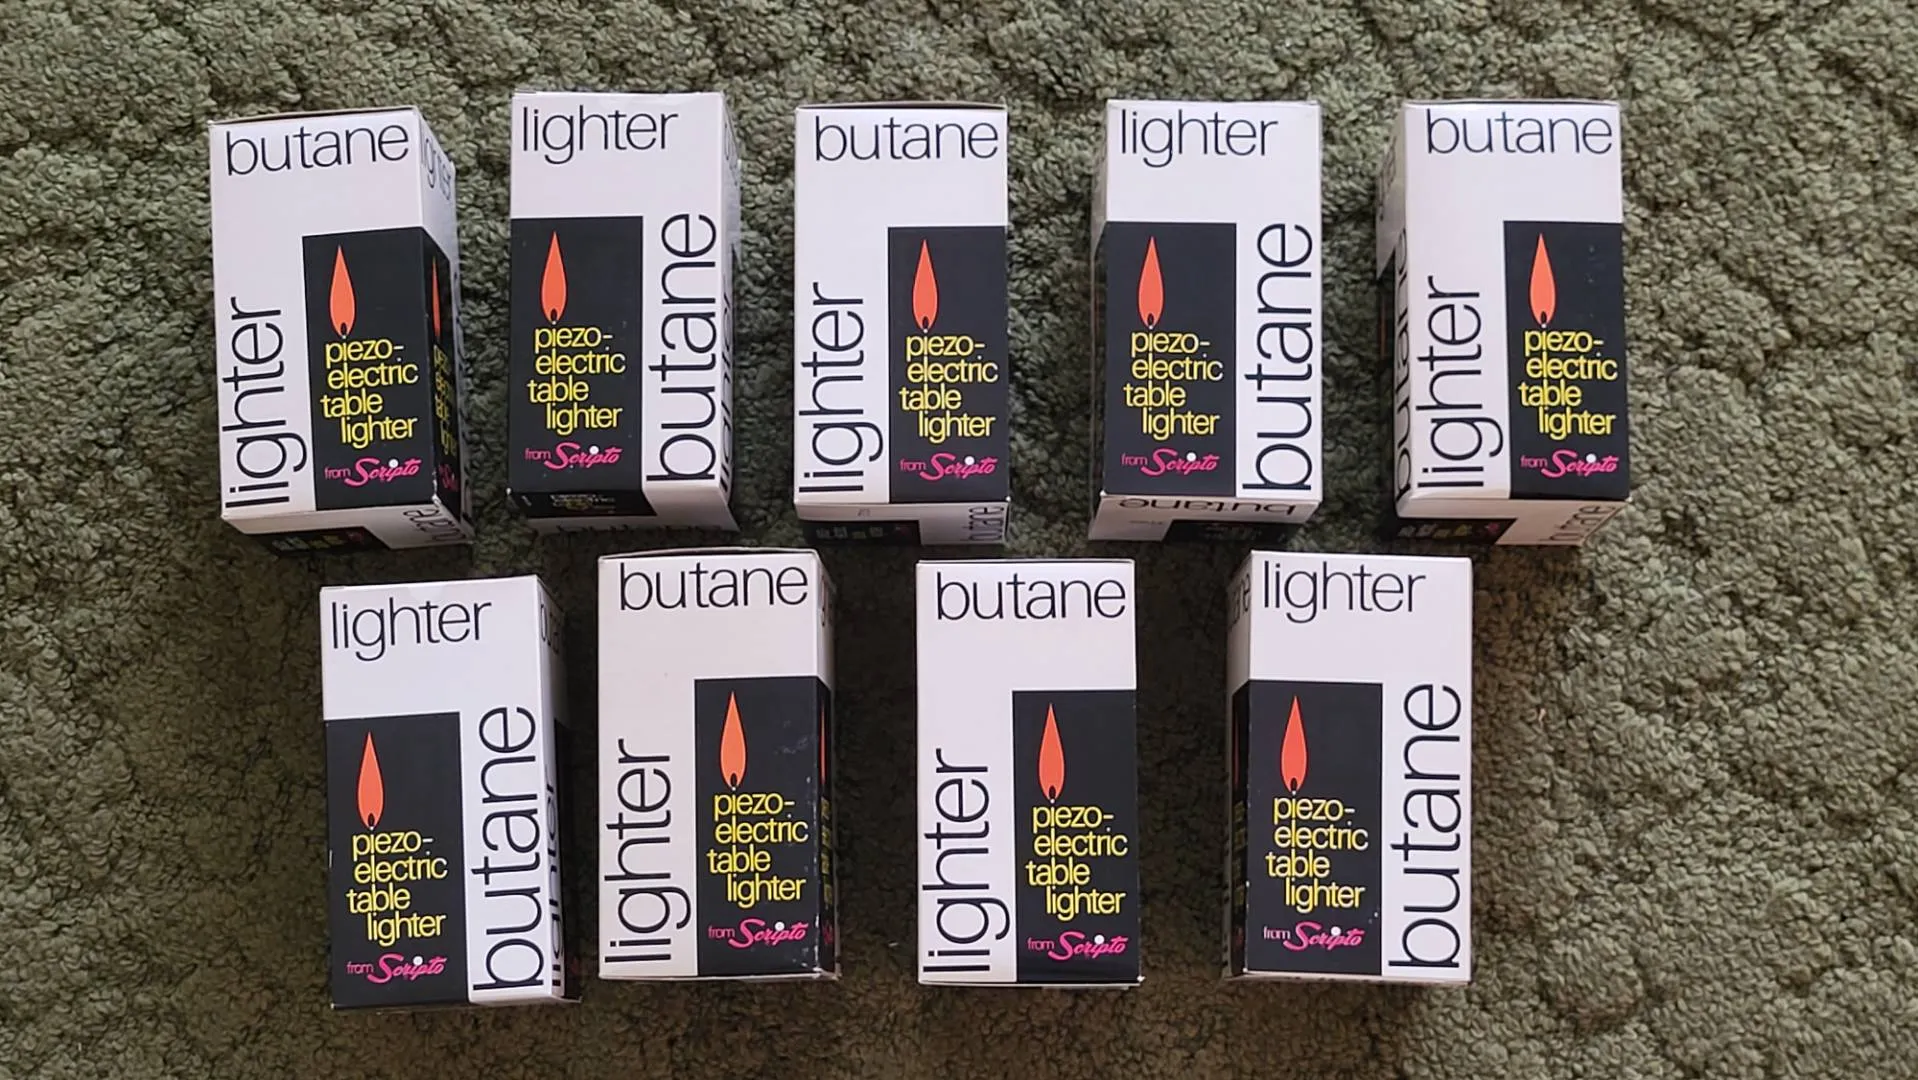 butane
lighter
lighter
piezo-
electric
table
lighter
from Scripto
lighter
butane
piezo-
electric
table
lighter
from Scripto
butane
lighter
piezo-
electric
table
lighter
from Scripto
butane
lighter
butane
piezo-
electric
table
lighter
from Scripto
butane
butane
lighter
piezo-
electric
table
lighter
from Scripto
lighter
butane
piezo-
electric
table
lighter
from Scripto
butane
lighter
piezo-
electric
table
lighter
from Scripto
butane
lighter
piezo-
electric
table
lighter
from Scripto
lighter
butane
piezo-
electric
table
lighter
from Scripto